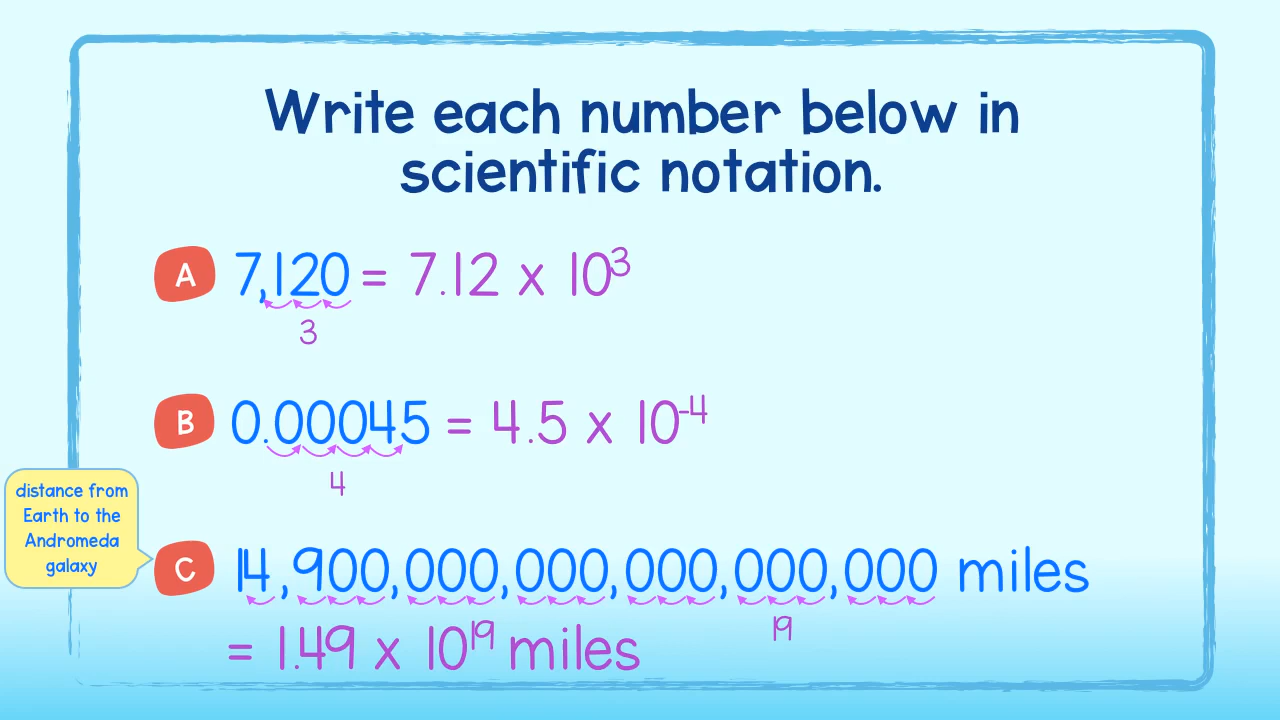 Write each number below in
scientific notation.
A 7,120 = 7.12 x 10³
3
B 0.00045 = 4.5 x 10⁻⁴
4
distance from
Earth to the
Andromeda
galaxy
C 14,900,000,000,000,000,000 miles
19
= 1.49 x 10¹⁹ miles